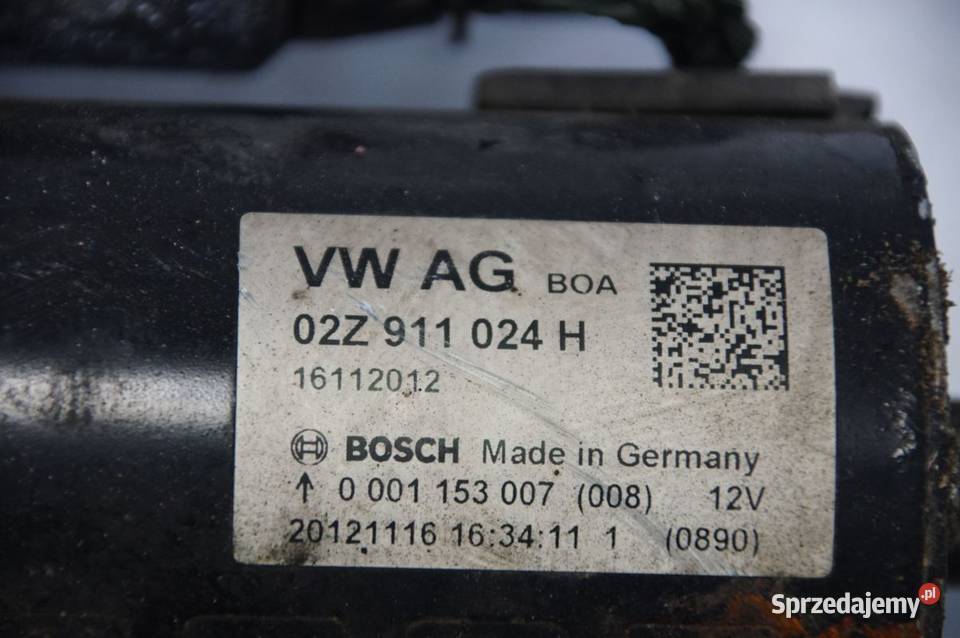 VW AG BOA
02Z 911 024 H
16112012
BOSCH Made in Germany
↑ 0 001 153 007 (008) 12V
20121116 16:34:11 1 (0890)
Sprzedajemy.pl